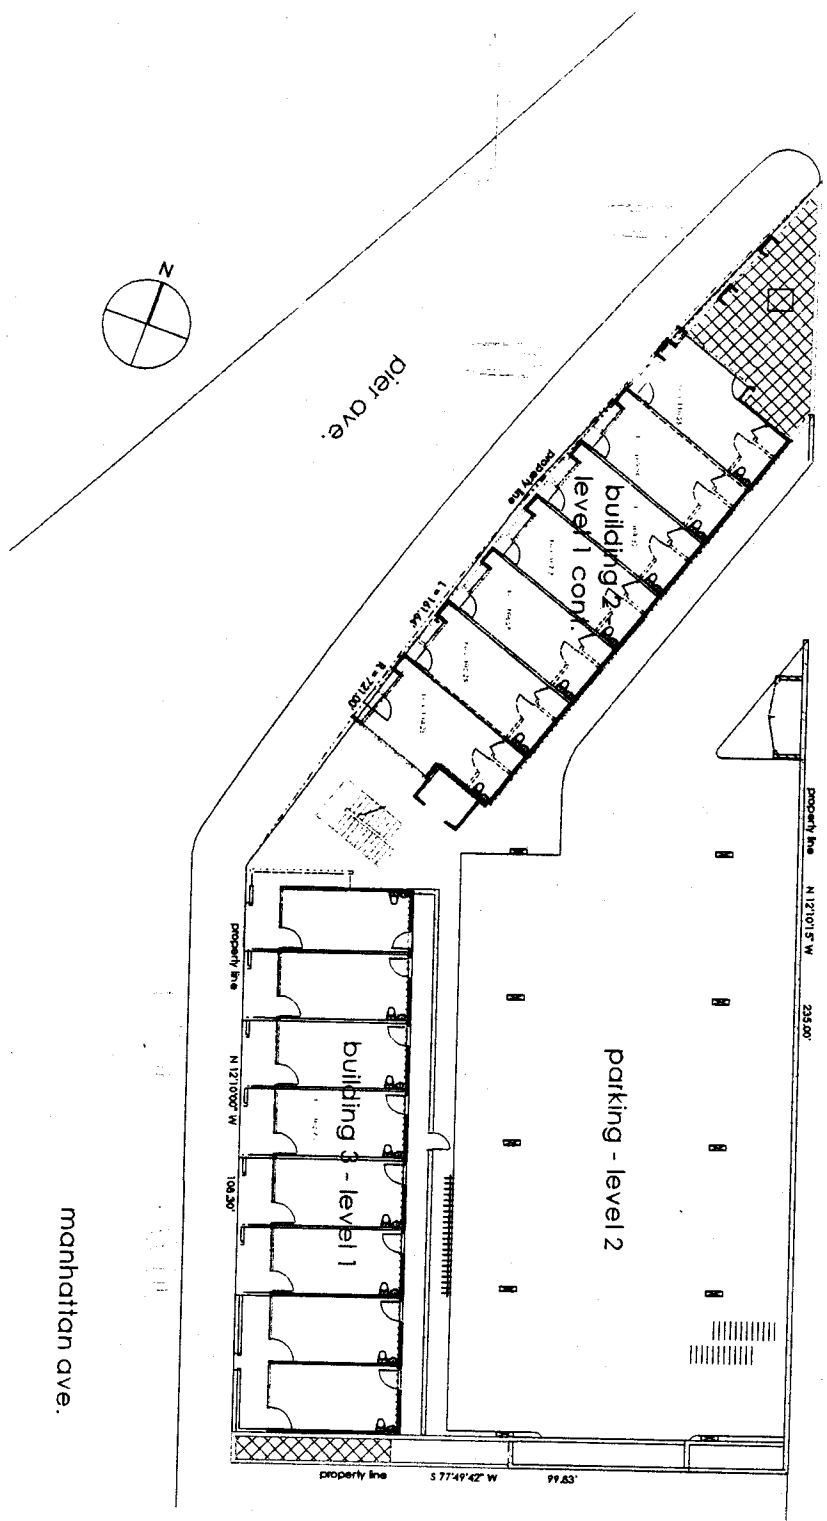 N
pier ave.
property line
building 2 -
level 1 cont.
L = 161.64'
R = 721.00'
property line N 12°10'15" W 235.00'
property line N 12°10'00" W 108.30'
building 3 - level 1
parking - level 2
manhattan ave.
property line S 77°49'42" W 99.83'